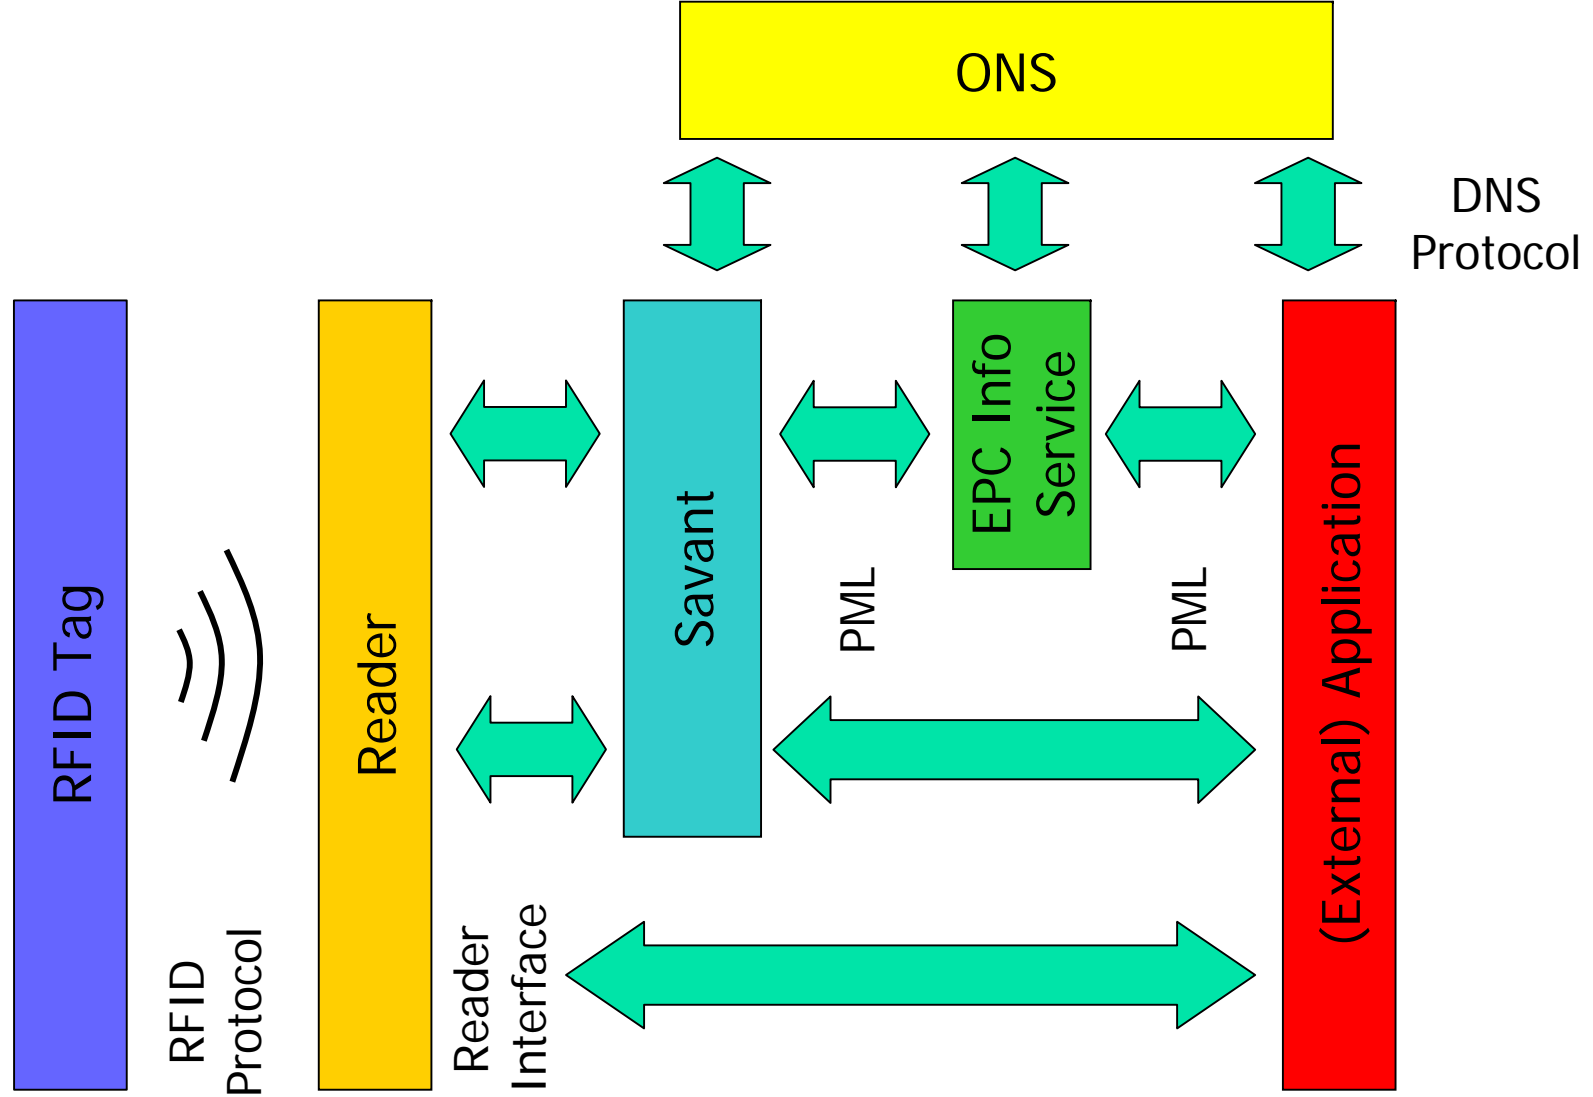 ONS
DNS
Protocol
RFID Tag
RFID
Protocol
Reader
Reader
Interface
Savant
PML
EPC Info
Service
PML
(External) Application